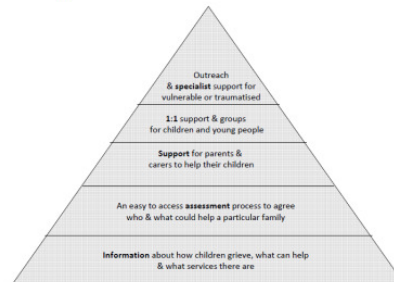 Outreach
& specialist support for
vulnerable or traumatised
1:1 support & groups
for children and young people
Support for parents &
carers to help their children
An easy to access assessment process to agree
who & what could help a particular family
Information about how children grieve, what can help
& what services there are